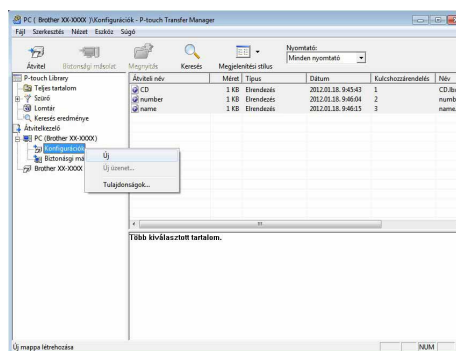 PC ( Brother XX-XXXX )\Konfigurációk - P-touch Transfer Manager
Fájl Szerkesztés Nézet Eszköz Súgó
Átvitel Biztonsági másolat Megnyitás Keresés Megjelenítési stílus
Nyomtató:
Minden nyomtató
P-touch Library
Teljes tartalom
Szűrő
Lomtár
Keresés eredménye
Átvitelkezelő
PC (Brother XX-XXXX)
Konfigurációk
Biztonsági má
Brother XX-XXXX
Új
Új üzenet...
Tulajdonságok...
Átviteli név Méret Típus Dátum Kulcshozzárendelés Név
CD 1 KB Elrendezés 2012.01.18. 9:45:43 1 CD.lb
number 1 KB Elrendezés 2012.01.18. 9:46:04 2 numb
name 1 KB Elrendezés 2012.01.18. 9:46:15 3 name.
Több kiválasztott tartalom.
Új mappa létrehozása NUM